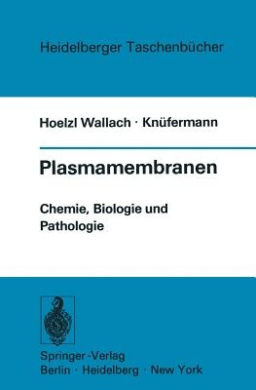 Heidelberger Taschenbücher
Hoelzl Wallach · Knüfermann
Plasmamembranen
Chemie, Biologie und
Pathologie
Springer-Verlag
Berlin · Heidelberg · New York